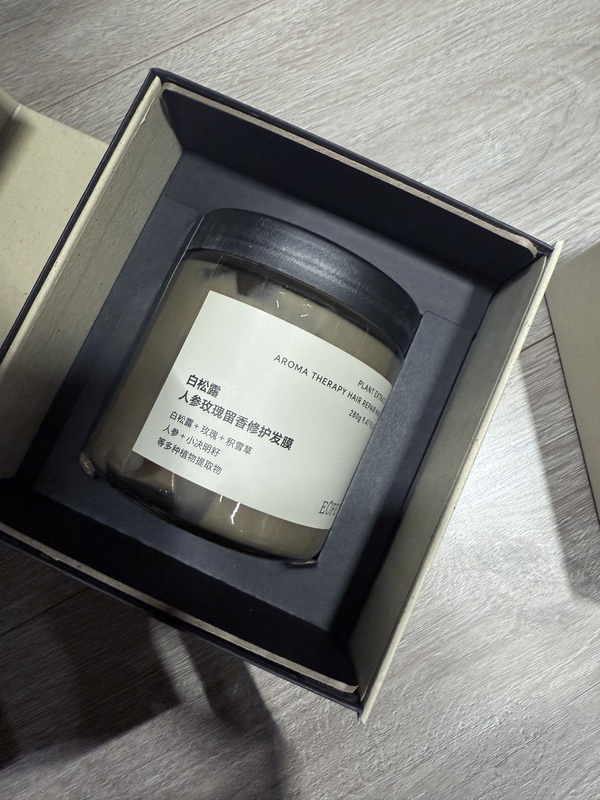 PLANT
AROMA THERAPY HAIR REPAIR
280g
白松露
人参玫瑰留香修护发膜
白松露+玫瑰+积雪草
人参+小决明籽
等多种植物提取物